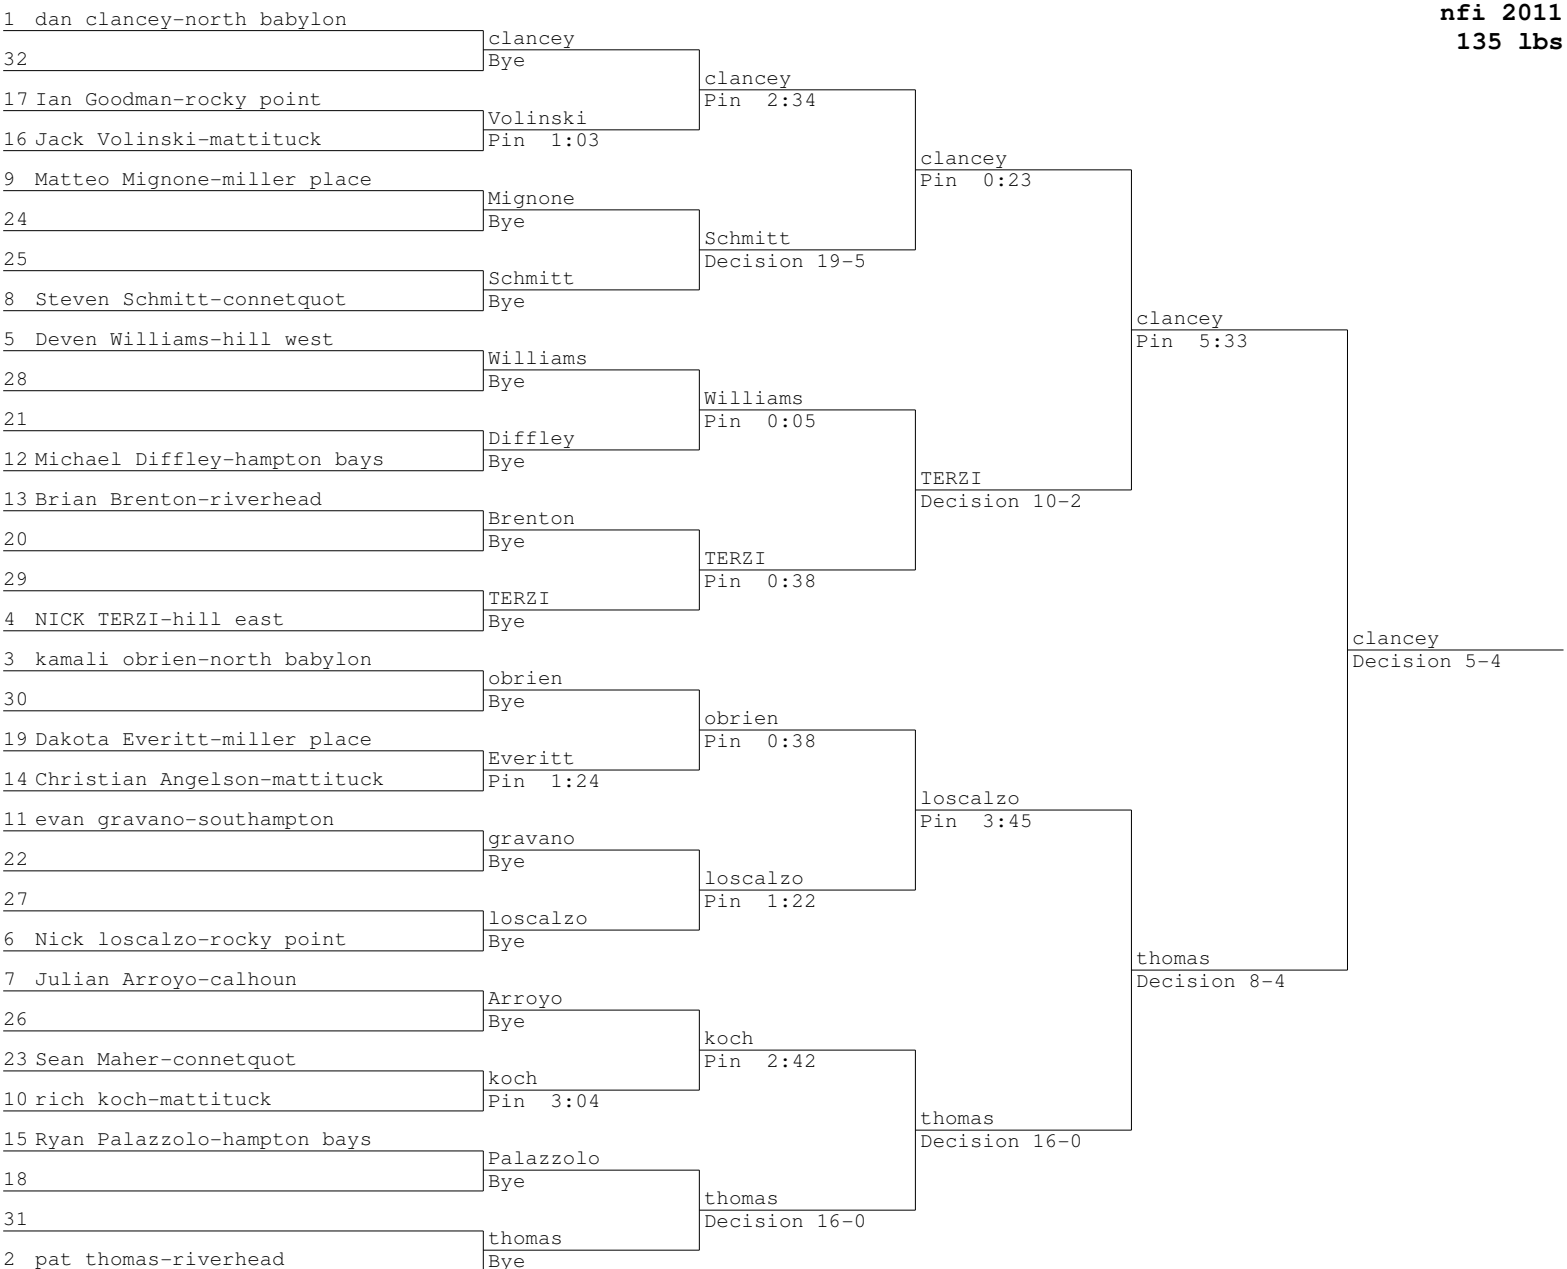 nfi 2011
135 lbs
1 dan clancey-north babylon
32
17 Ian Goodman-rocky point
16 Jack Volinski-mattituck
9 Matteo Mignone-miller place
24
25
8 Steven Schmitt-connetquot
5 Deven Williams-hill west
28
21
12 Michael Diffley-hampton bays
13 Brian Brenton-riverhead
20
29
4 NICK TERZI-hill east
3 kamali obrien-north babylon
30
19 Dakota Everitt-miller place
14 Christian Angelson-mattituck
11 evan gravano-southampton
22
27
6 Nick loscalzo-rocky point
7 Julian Arroyo-calhoun
26
23 Sean Maher-connetquot
10 rich koch-mattituck
15 Ryan Palazzolo-hampton bays
18
31
2 pat thomas-riverhead
clancey
Bye
Volinski
Pin 1:03
Mignone
Bye
Schmitt
Bye
Williams
Bye
Diffley
Bye
Brenton
Bye
TERZI
Bye
obrien
Bye
Everitt
Pin 1:24
gravano
Bye
loscalzo
Bye
Arroyo
Bye
koch
Pin 3:04
Palazzolo
Bye
thomas
Bye
clancey
Pin 2:34
Schmitt
Decision 19-5
Williams
Pin 0:05
TERZI
Pin 0:38
obrien
Pin 0:38
loscalzo
Pin 1:22
koch
Pin 2:42
thomas
Decision 16-0
clancey
Pin 0:23
TERZI
Decision 10-2
loscalzo
Pin 3:45
thomas
Decision 16-0
clancey
Pin 5:33
thomas
Decision 8-4
clancey
Decision 5-4